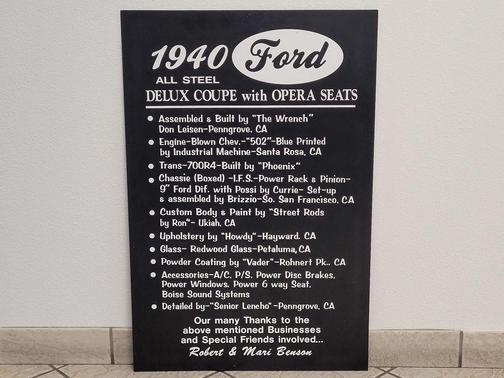 1940 Ford
ALL STEEL
DELUX COUPE with OPERA SEATS
• Assembled & Built by "The Wrench"
Don Leisen-Penngrove, CA
• Engine-Blown Chev.-"502"-Blue Printed
by Industrial Machine-Santa Rosa, CA
• Trans-700R4-Built by "Phoenix"
• Chassie (Boxed) -I.F.S.-Power Rack & Pinion-
9" Ford Dif. with Possi by Currie- Set-up
& assembled by Brizzio-So. San Francisco, CA
• Custom Body & Paint by "Street Rods
by Ron"- Ukiah, CA
• Upholstery by "Howdy"-Hayward, CA
• Glass- Redwood Glass-Petaluma, CA
• Powder Coating by "Vader"-Rohnert Pk., CA
• Accessories-A/C, P/S, Power Disc Brakes,
Power Windows, Power 6 way Seat,
Boise Sound Systems
• Detailed by-"Senior Lencho"-Penngrove, CA
Our many Thanks to the
above mentioned Businesses
and Special Friends involved...
Robert & Mari Benson